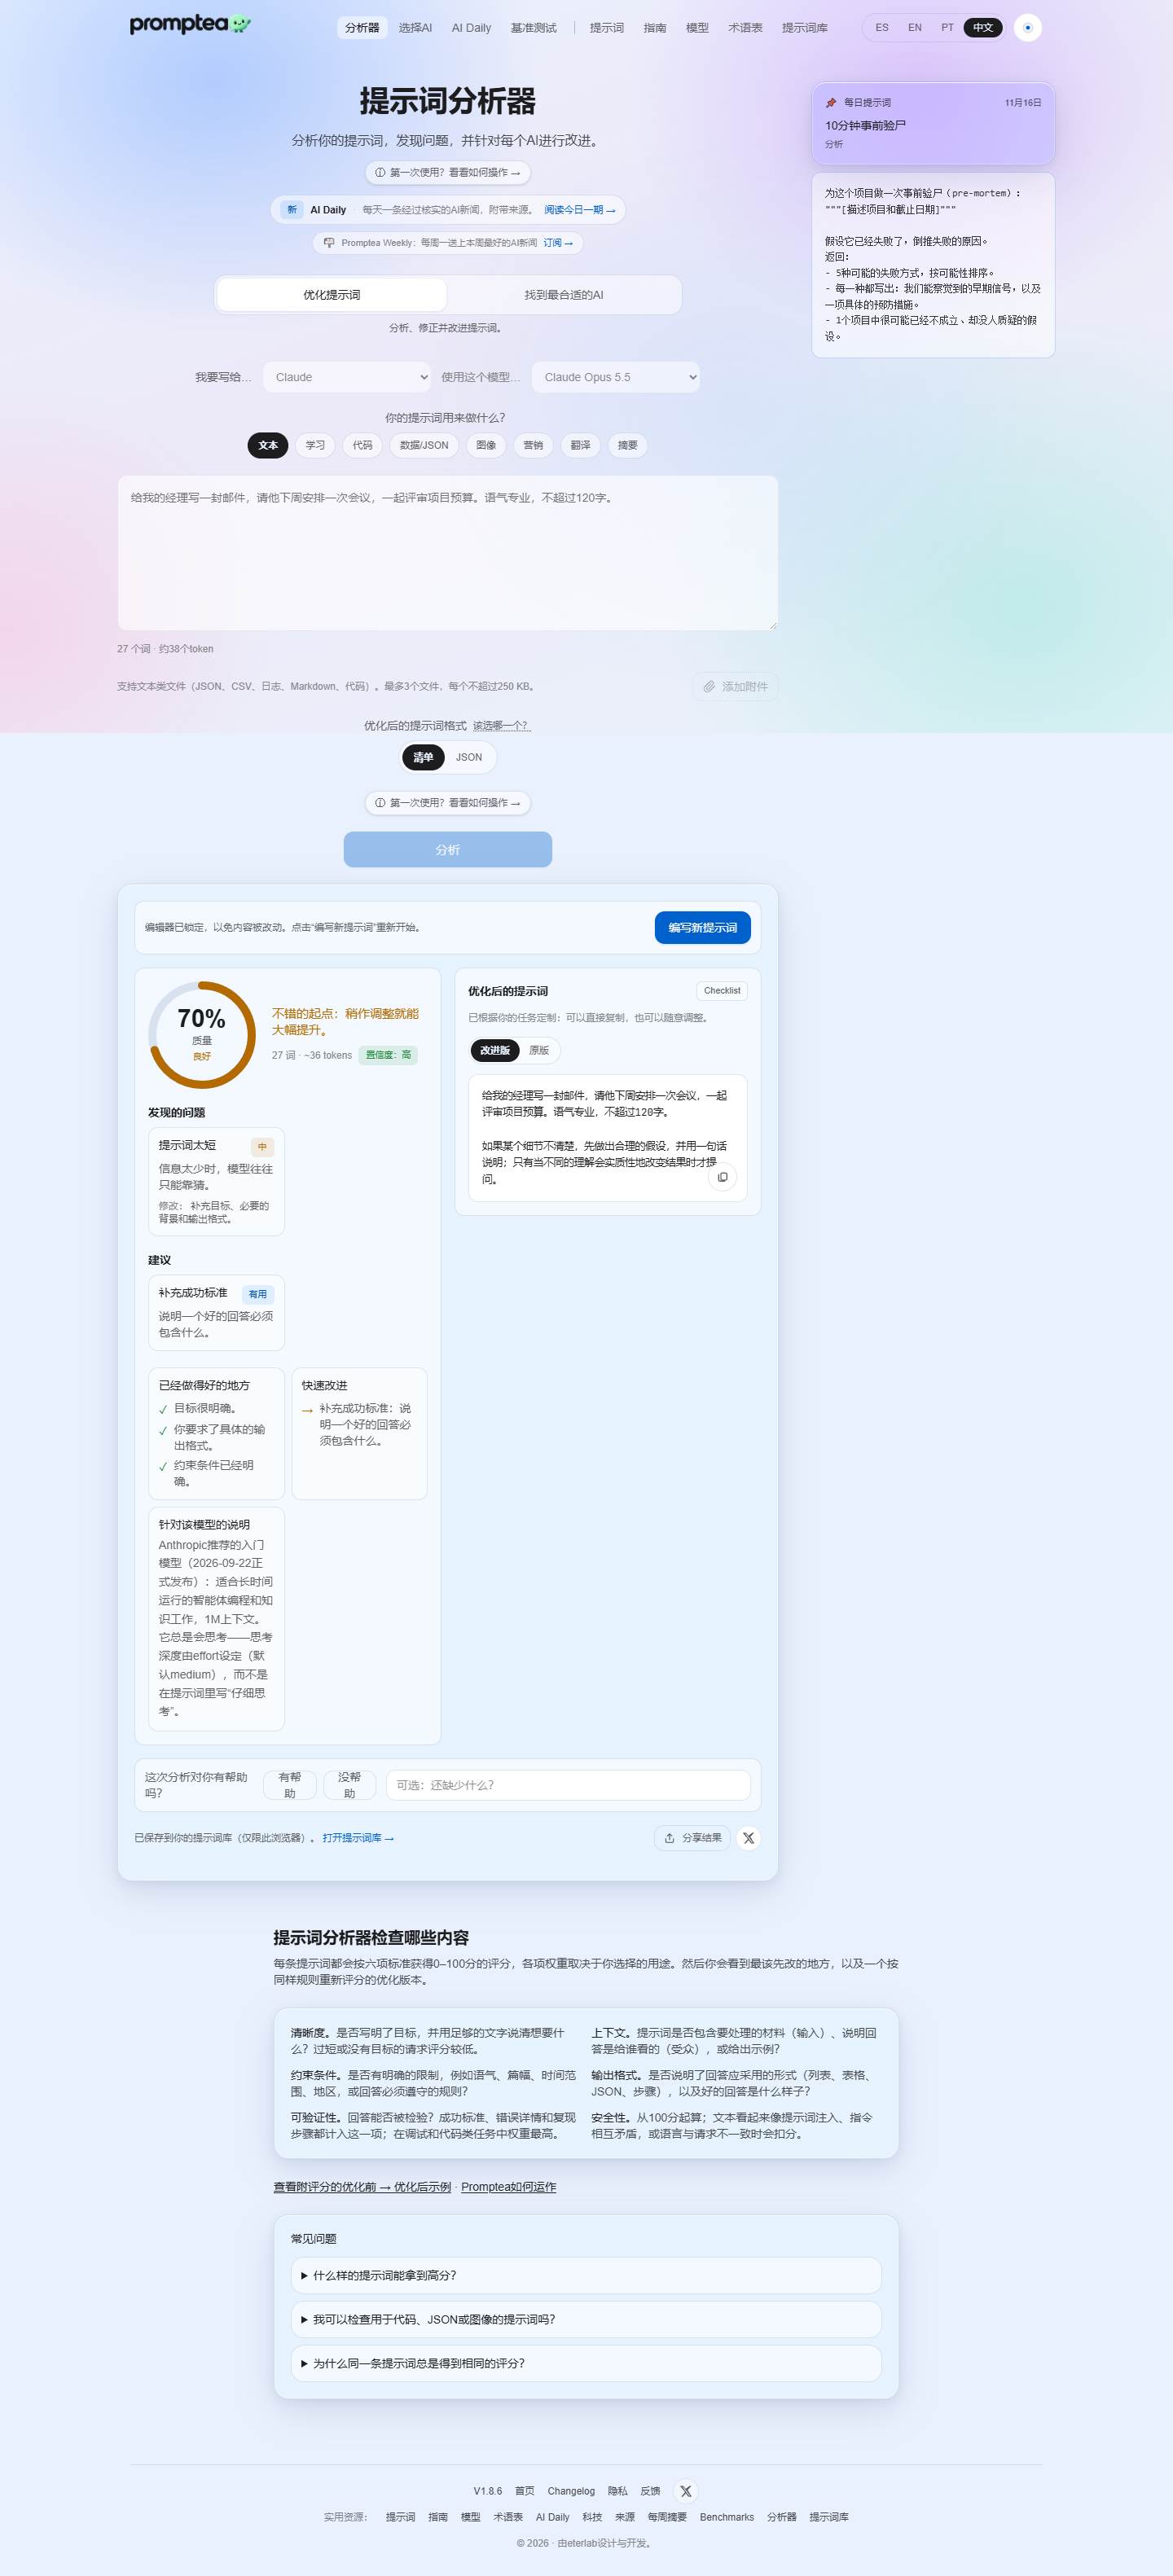 promptea
分析器
选择AI
AI Daily
基准测试
提示词
指南
模型
术语表
提示词库
ES
EN
PT
中文
提示词分析器
分析你的提示词，发现问题，并针对每个AI进行改进。
第一次使用？看看如何操作 →
新 AI Daily · 每天一条经过核实的AI新闻，附带来源。 阅读今日一期 →
Promptea Weekly：每周一送上本周最好的AI新闻 订阅 →
优化提示词
找到最合适的AI
分析、修正并改进提示词。
每日提示词
11月16日
10分钟事前验尸
分析
为这个项目做一次事前验尸（pre-mortem）：
"""[描述项目和截止日期]"""
假设它已经失败了，倒推失败的原因。
返回：
- 5种可能的失败方式，按可能性排序。
- 每一种都写出：我们能察觉到的早期信号，以及
一项具体的预防措施。
- 1个项目中很可能已经不成立、却没人质疑的假
设。
我要写给… Claude 使用这个模型… Claude Opus 5.5
你的提示词用来做什么？
文本
学习
代码
数据/JSON
图像
营销
翻译
摘要
给我的经理写一封邮件，请他下周安排一次会议，一起评审项目预算。语气专业，不超过120字。
27 个词 · 约38个token
支持文本类文件（JSON、CSV、日志、Markdown、代码）。最多3个文件，每个不超过250 KB。
添加附件
优化后的提示词格式 该选哪一个？
清单
JSON
第一次使用？看看如何操作 →
分析
编辑器已锁定，以免内容被改动。点击“编写新提示词”重新开始。
编写新提示词
70%
质量
良好
不错的起点：稍作调整就能
大幅提升。
27 词 · ~36 tokens 置信度：高
发现的问题
提示词太短 中
信息太少时，模型往往
只能靠猜。
修改： 补充目标、必要的
背景和输出格式。
建议
补充成功标准 有用
说明一个好的回答必须
包含什么。
已经做得好的地方
✓ 目标很明确。
✓ 你要求了具体的输
出格式。
✓ 约束条件已经明
确。
快速改进
→ 补充成功标准：说
明一个好的回答必
须包含什么。
针对该模型的说明
Anthropic推荐的入门
模型（2026-09-22正
式发布）：适合长时间
运行的智能体编程和知
识工作，1M上下文。
它总是会思考——思考
深度由effort设定（默
认medium），而不是
在提示词里写“仔细思
考”。
优化后的提示词
Checklist
已根据你的任务定制：可以直接复制，也可以随意调整。
改进版
原版
给我的经理写一封邮件，请他下周安排一次会议，一起
评审项目预算。语气专业，不超过120字。
如果某个细节不清楚，先做出合理的假设，并用一句话
说明；只有当不同的理解会实质性地改变结果时才提
问。
这次分析对你有帮助
吗？
有帮
助
没帮
助
可选：还缺少什么？
已保存到你的提示词库（仅限此浏览器）。 打开提示词库 →
分享结果
提示词分析器检查哪些内容
每条提示词都会按六项标准获得0–100分的评分，各项权重取决于你选择的用途。然后你会看到最该先改的地方，以及一个按
同样规则重新评分的优化版本。
清晰度。是否写明了目标，并用足够的文字说清想要什
么？过短或没有目标的请求评分较低。
上下文。提示词是否包含要处理的材料（输入）、说明回
答是给谁看的（受众），或给出示例？
约束条件。是否有明确的限制，例如语气、篇幅、时间范
围、地区，或回答必须遵守的规则？
输出格式。是否说明了回答应采用的形式（列表、表格、
JSON、步骤），以及好的回答是什么样子？
可验证性。回答能否被检验？成功标准、错误详情和复现
步骤都计入这一项；在调试和代码类任务中权重最高。
安全性。从100分起算；文本看起来像提示词注入、指令
相互矛盾，或语言与请求不一致时会扣分。
查看附评分的优化前 → 优化后示例 · Promptea如何运作
常见问题
什么样的提示词能拿到高分？
我可以检查用于代码、JSON或图像的提示词吗？
为什么同一条提示词总是得到相同的评分？
V1.8.6 首页 Changelog 隐私 反馈
实用资源： 提示词 指南 模型 术语表 AI Daily 科技 来源 每周摘要 Benchmarks 分析器 提示词库
© 2026 · 由eterlab设计与开发。